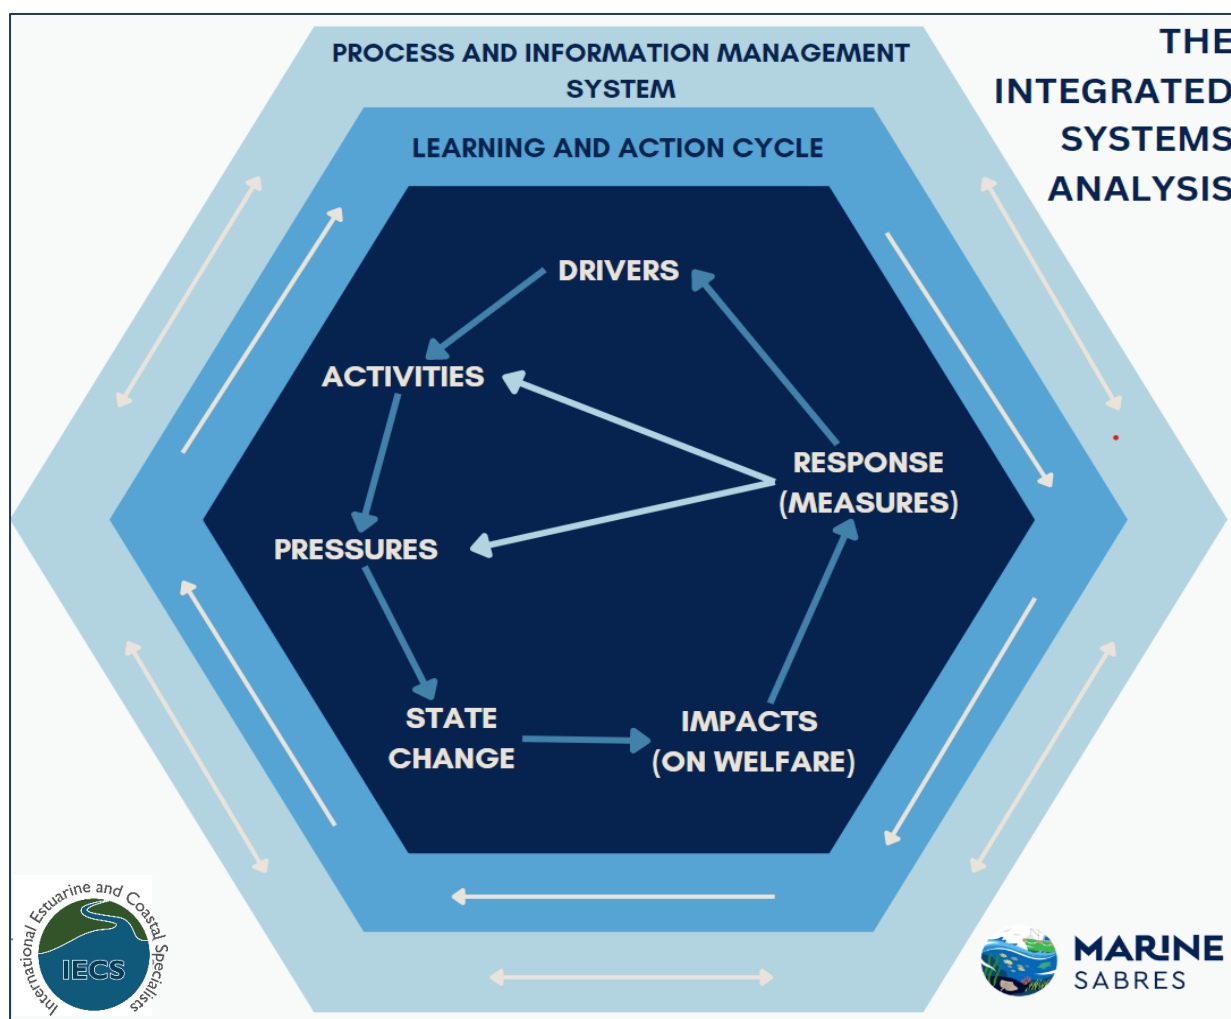 THE
INTEGRATED
SYSTEMS
ANALYSIS
PROCESS AND INFORMATION MANAGEMENT
SYSTEM
LEARNING AND ACTION CYCLE
DRIVERS
ACTIVITIES
RESPONSE
(MEASURES)
PRESSURES
STATE
CHANGE
IMPACTS
(ON WELFARE)
International Estuarine and Coastal Specialists
IECS
MARINE
SABRES